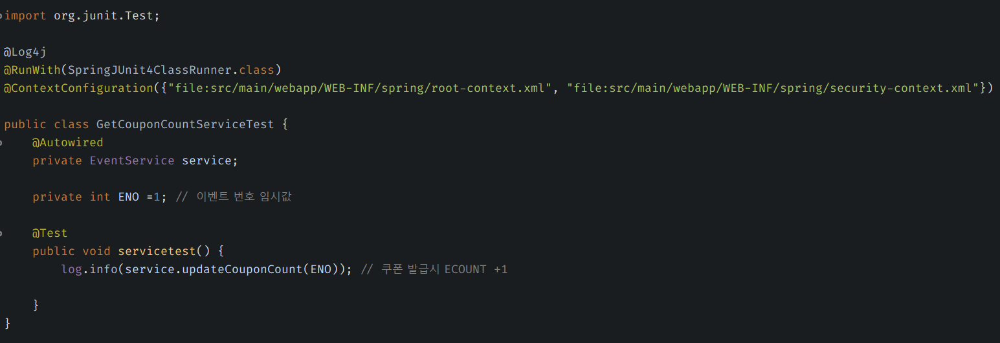 import org.junit.Test;
@Log4j
@RunWith(SpringJUnit4ClassRunner.class)
@ContextConfiguration({"file:src/main/webapp/WEB-INF/spring/root-context.xml", "file:src/main/webapp/WEB-INF/spring/security-context.xml"})
public class GetCouponCountServiceTest {
@Autowired
private EventService service;
private int ENO =1; // 이벤트 번호 임시값
@Test
public void servicetest() {
log.info(service.updateCouponCount(ENO)); // 쿠폰 발급시 ECOUNT +1
}
}